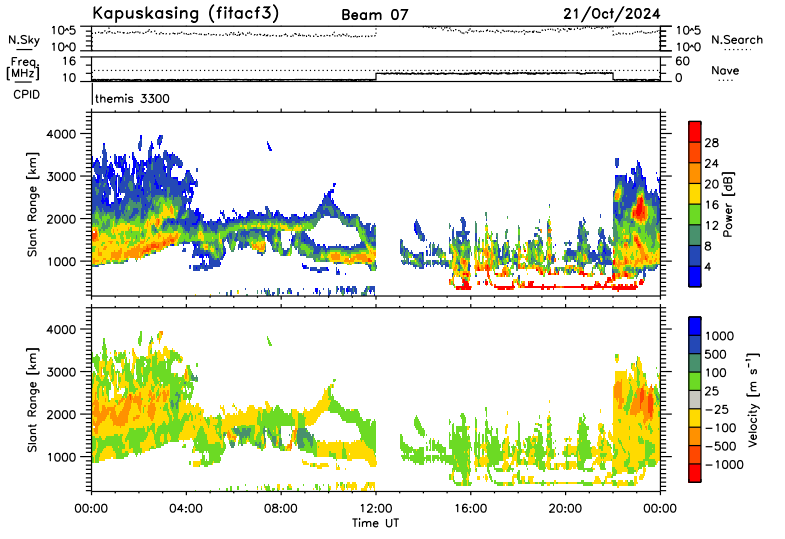 Kapuskasing (fitacf3) Beam 07 21/Oct/2024
N.Sky 10^5 10^0 10^5 10^0 N.Search
Freq. [MHz] 16 10 60 0 Nave
CPID themis 3300
Slant Range [km] 4000 3000 2000 1000
Power [dB] 28 24 20 16 12 8 4
Slant Range [km] 4000 3000 2000 1000
Velocity [m s^-1] 1000 500 100 25 -25 -100 -500 -1000
00:00 04:00 08:00 12:00 16:00 20:00 00:00
Time UT